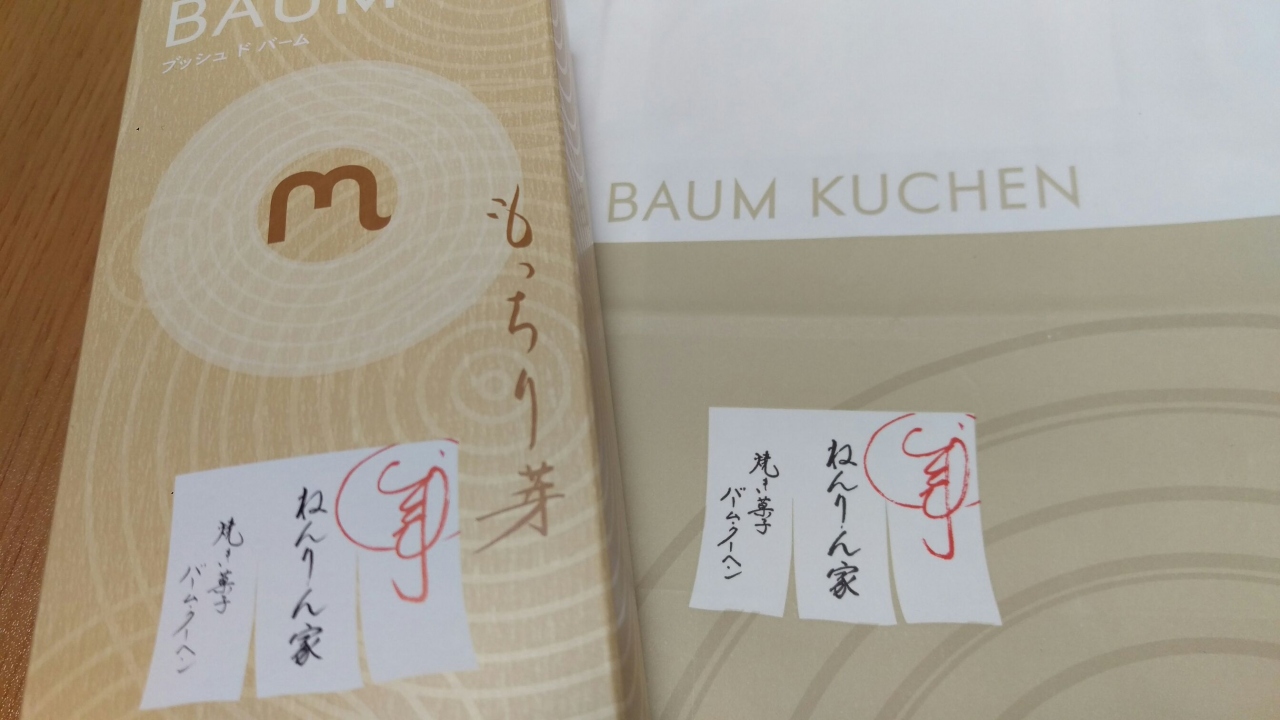 BAUM
ブッシュ ド バーム
m
もっちり芽
芽
ねんりん家
焼き菓子
バームクーヘン
BAUM KUCHEN
芽
ねんりん家
焼き菓子
バームクーヘン